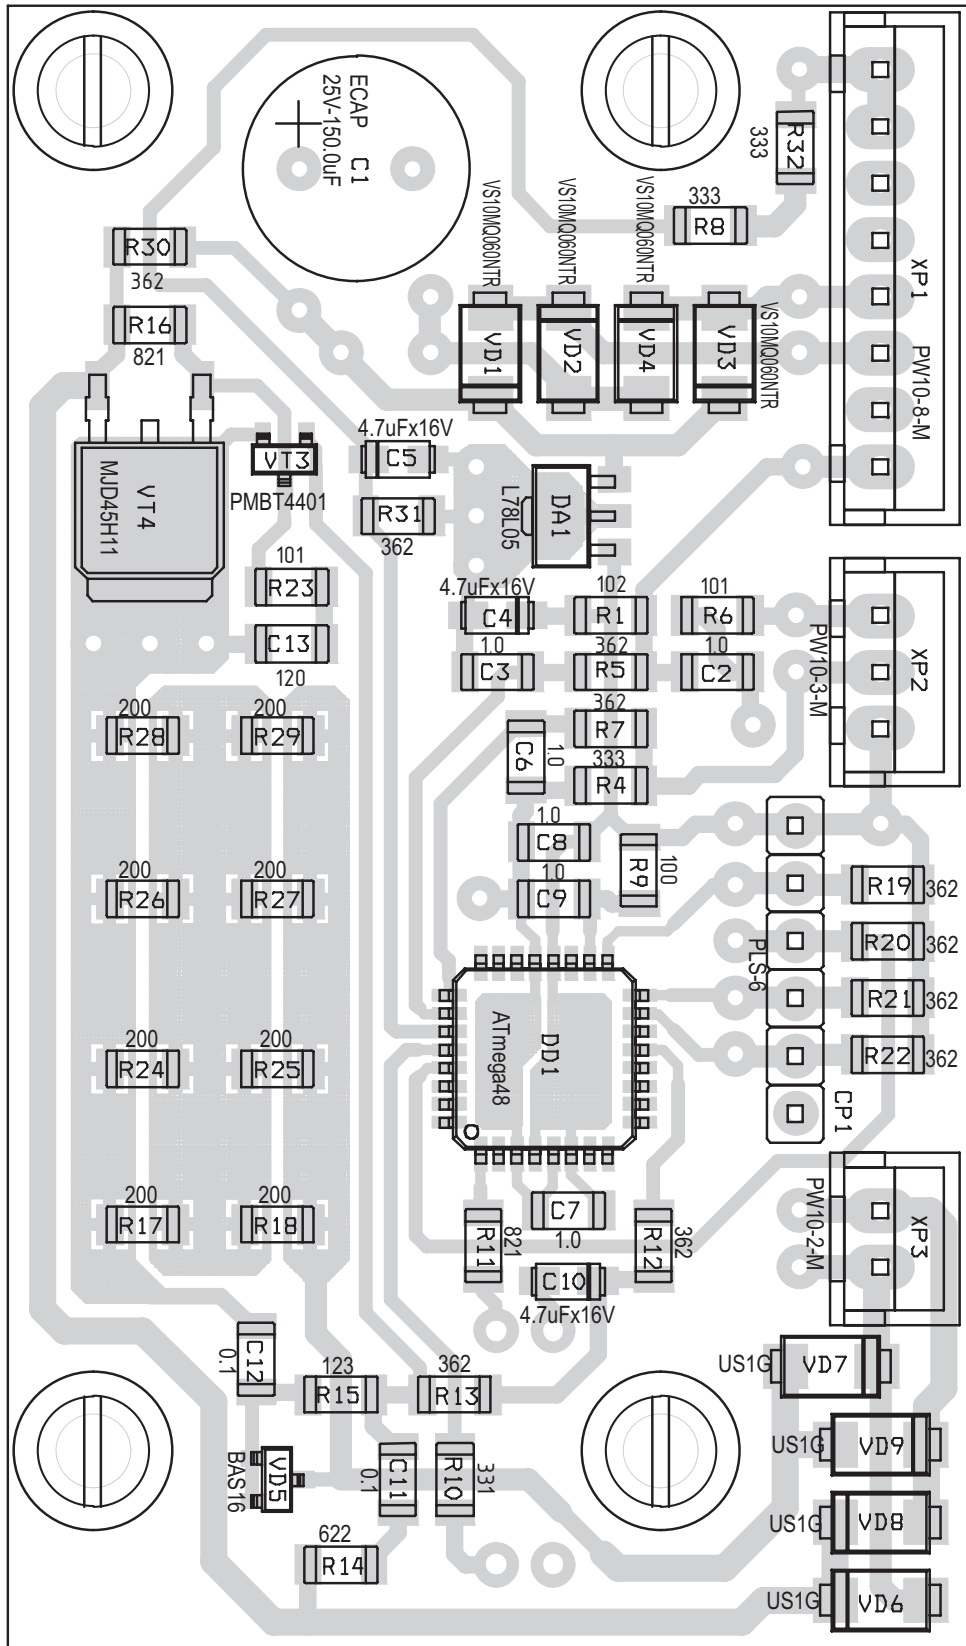 ECAP
25V-150.0uF
C1
R32
333
333
R8
R30
362
R16
821
VS10MQ060NTR
VS10MQ060NTR
VS10MQ060NTR
VS10MQ060NTR
VD1
VD2
VD4
VD3
XP1
PW10-8-M
MJD45H11
VT4
VT3
PMBT4401
4.7uFx16V
C5
R31
362
L78L05
DA1
101
R23
C13
120
4.7uFx16V
C4
102
R1
101
R6
1.0
C3
362
R5
1.0
C2
PW10-3-M
XP2
200
R28
200
R29
C6
1.0
362
R7
333
R4
1.0
C8
1.0
C9
R9
100
200
R26
200
R27
R19
362
PLS-6
R20
362
R21
362
R22
362
CP1
ATmega48
DD1
200
R24
200
R25
200
R17
200
R18
R11
821
C7
1.0
R12
362
C10
4.7uFx16V
PW10-2-M
XP3
C12
0.1
123
R15
362
R13
US1G
VD7
BAS16
VD5
C11
0.1
R10
331
US1G
VD9
US1G
VD8
622
R14
US1G
VD6